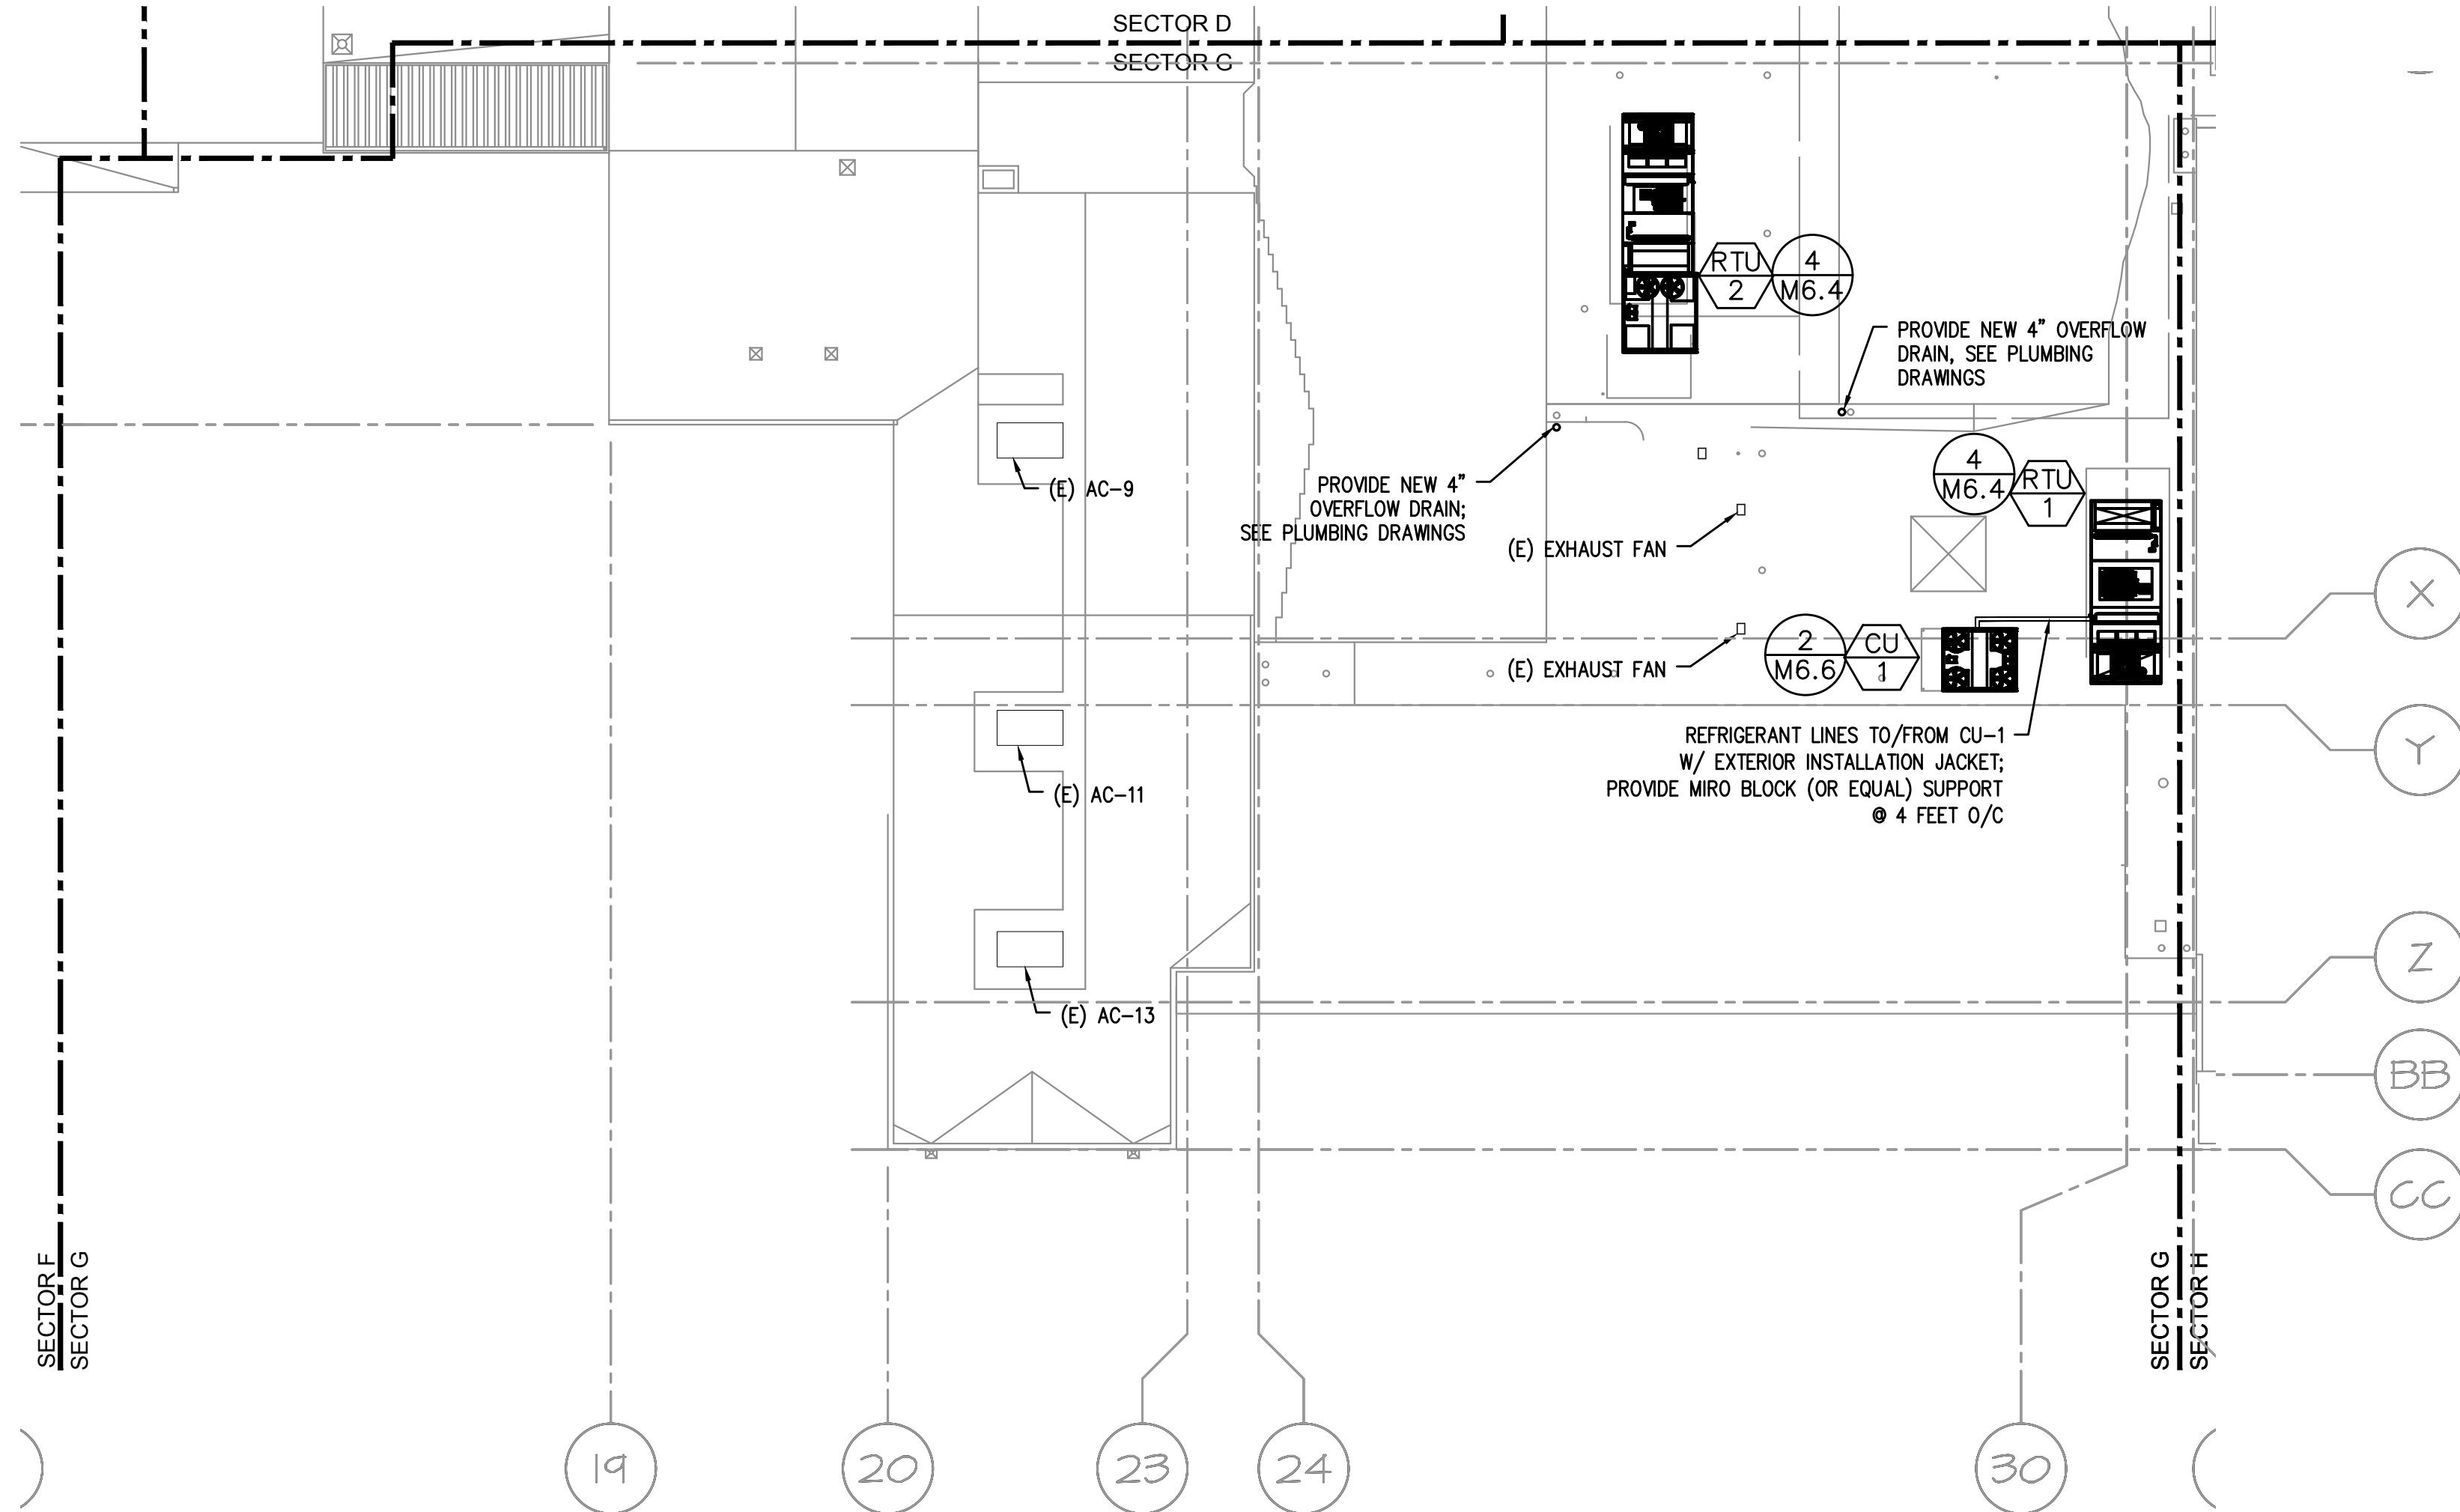 SECTOR D
SECTOR G
RTU
2
4
M6.4
PROVIDE NEW 4" OVERFLOW
DRAIN, SEE PLUMBING
DRAWINGS
(E) AC-9
PROVIDE NEW 4"
OVERFLOW DRAIN;
SEE PLUMBING DRAWINGS
4
M6.4
RTU
1
(E) EXHAUST FAN
X
(E) EXHAUST FAN
2
M6.6
CU
1
REFRIGERANT LINES TO/FROM CU-1
W/ EXTERIOR INSTALLATION JACKET;
PROVIDE MIRO BLOCK (OR EQUAL) SUPPORT
@ 4 FEET O/C
Y
(E) AC-11
Z
(E) AC-13
BB
CC
SECTOR F
SECTOR G
SECTOR G
SECTOR H
19
20
23
24
30